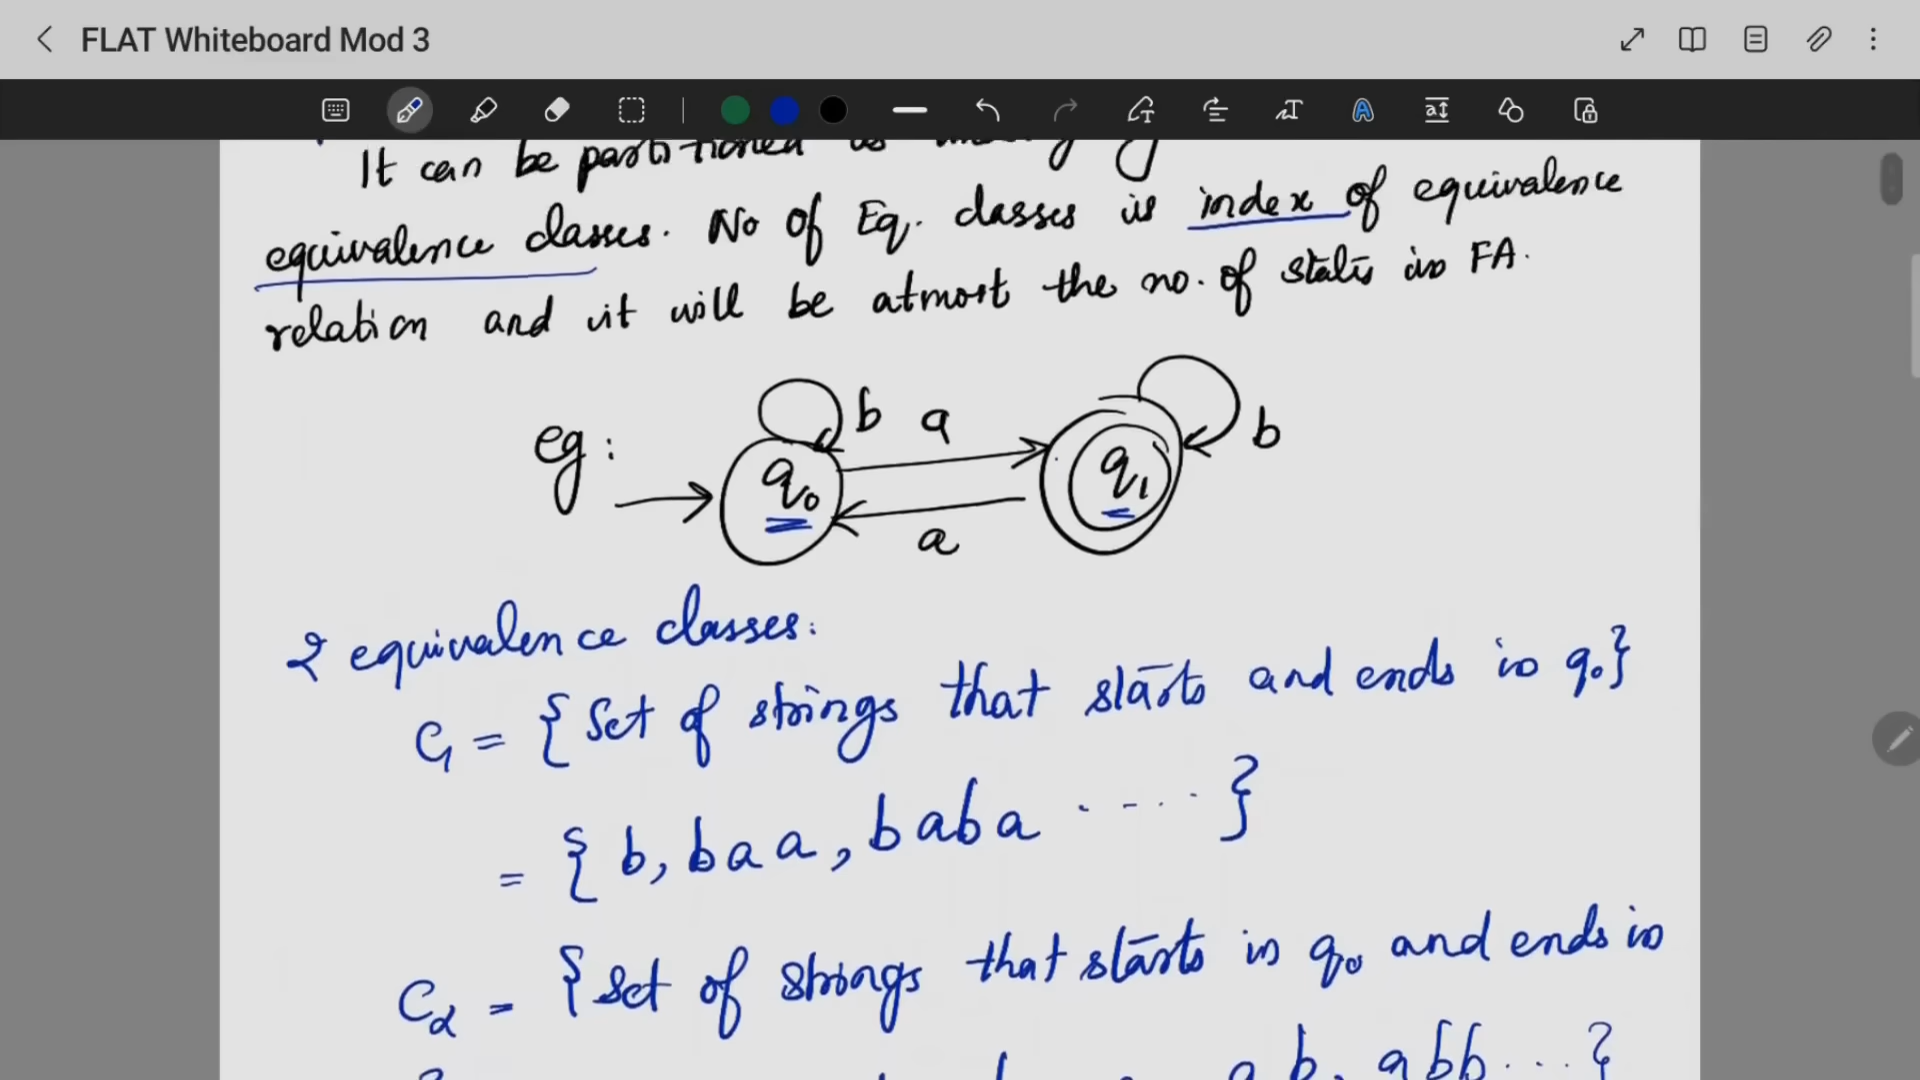 FLAT Whiteboard Mod 3
It can be partitioned as
equivalence classes. No of Eq. classes is index of equivalence
relation and it will be atmost the no. of states in FA.
eg:
b a b
q0 q1
a
2 equivalence classes:
C1 = {Set of strings that starts and ends in q0}
= {b, baa, baba ..... }
C2 = {Set of strings that starts in q0 and ends in
ab, abb...}